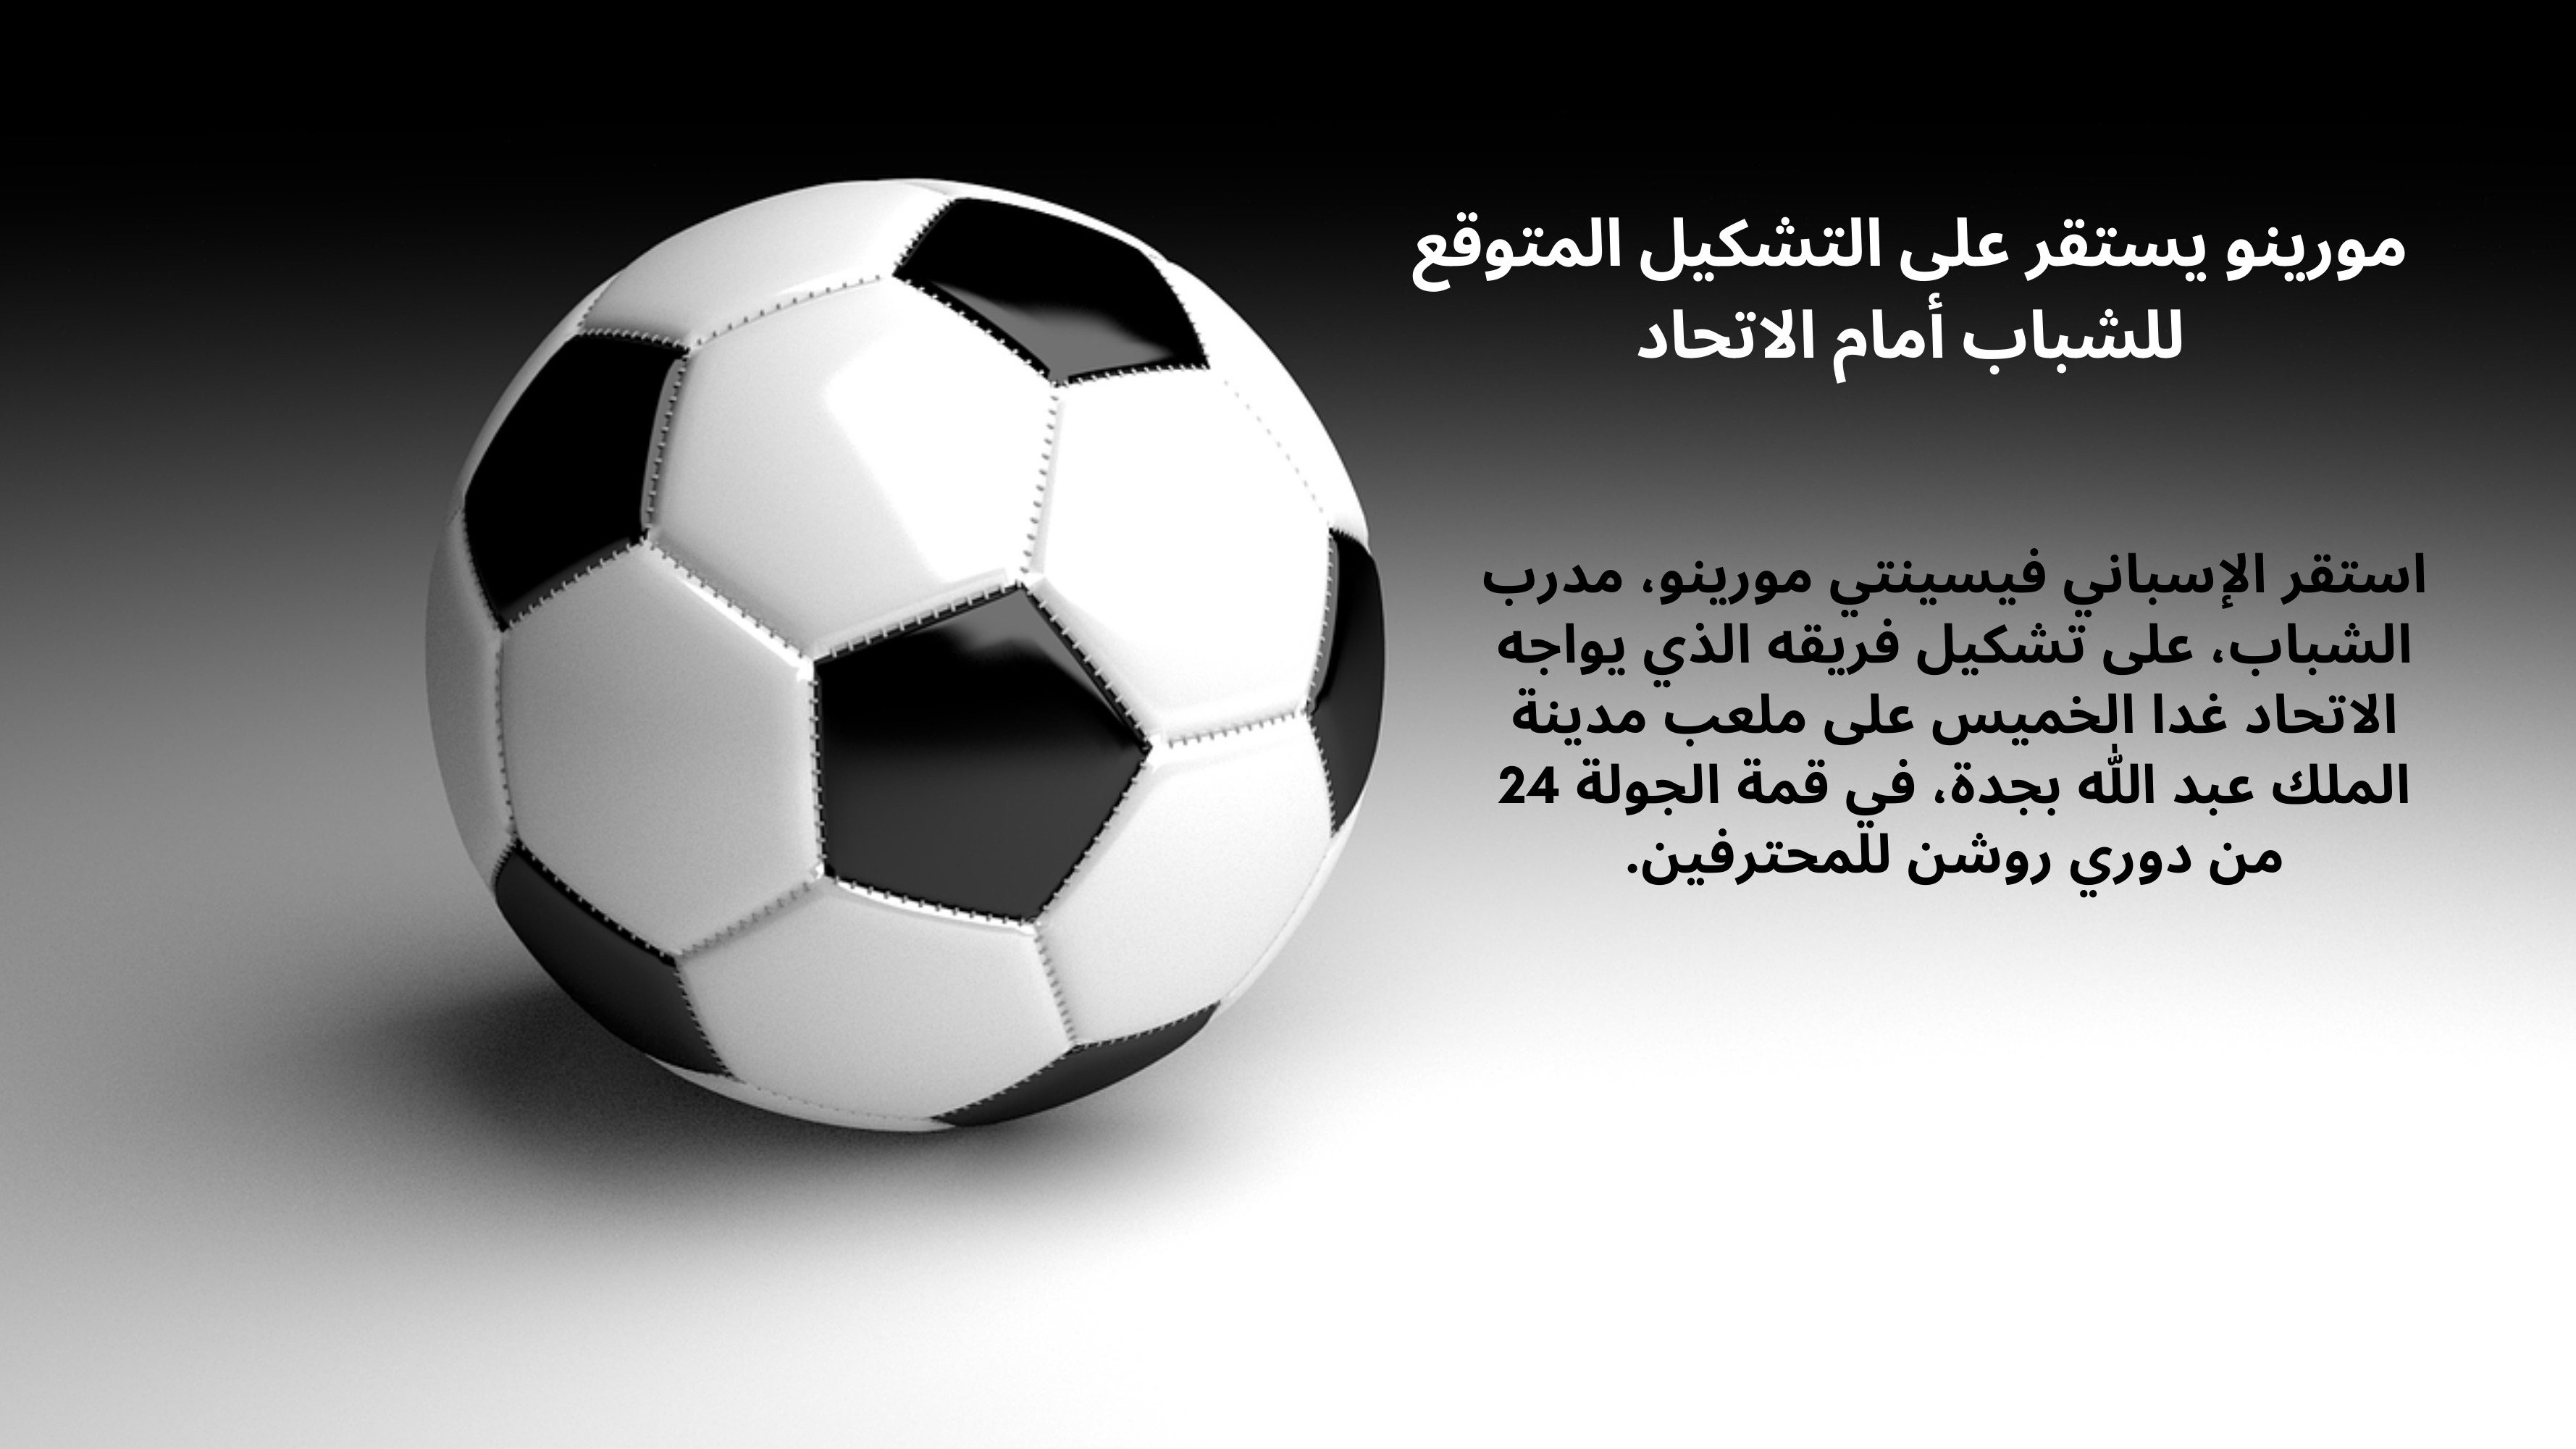 مورينو يستقر على التشكيل المتوقع
للشباب أمام الاتحاد
استقر الإسباني فيسينتي مورينو، مدرب
الشباب، على تشكيل فريقه الذي يواجه
الاتحاد غدا الخميس على ملعب مدينة
الملك عبد الله بجدة، في قمة الجولة 24
من دوري روشن للمحترفين.